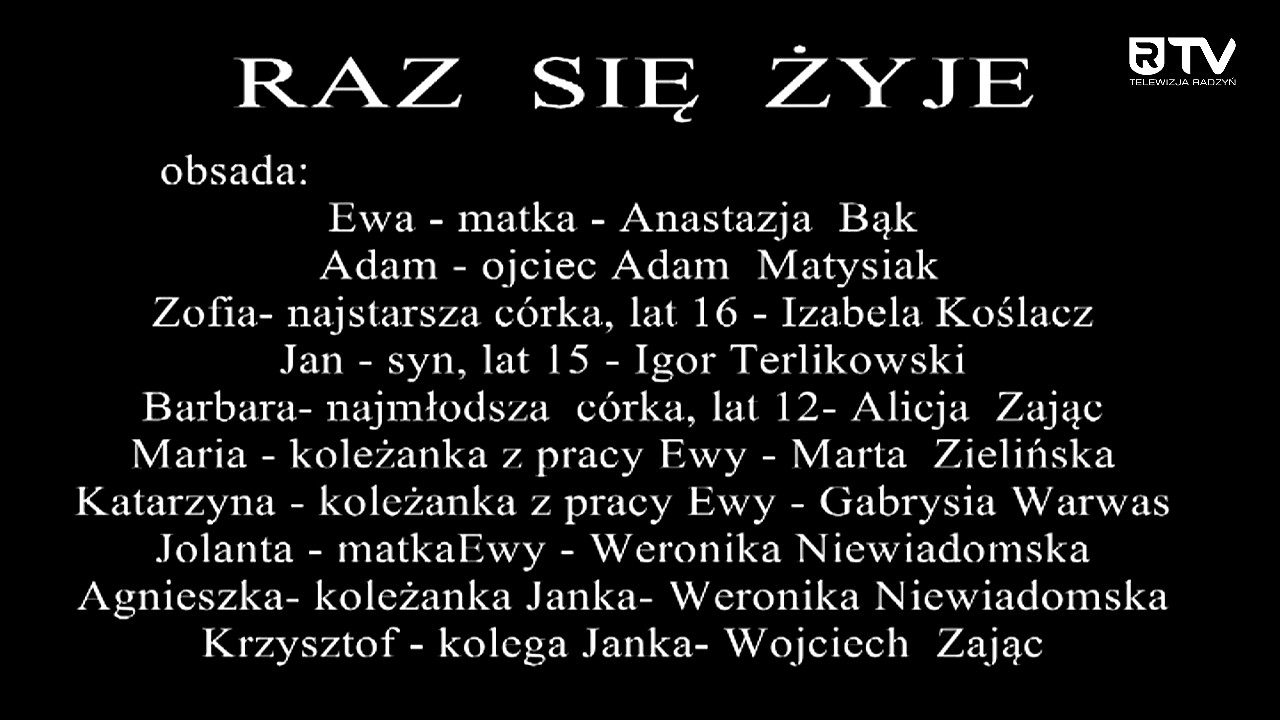 RTV
TELEWIZJA RADZYŃ
RAZ SIĘ ŻYJE
obsada:
Ewa - matka - Anastazja Bąk
Adam - ojciec Adam Matysiak
Zofia- najstarsza córka, lat 16 - Izabela Koślacz
Jan - syn, lat 15 - Igor Terlikowski
Barbara- najmłodsza córka, lat 12- Alicja Zając
Maria - koleżanka z pracy Ewy - Marta Zielińska
Katarzyna - koleżanka z pracy Ewy - Gabrysia Warwas
Jolanta - matkaEwy - Weronika Niewiadomska
Agnieszka- koleżanka Janka- Weronika Niewiadomska
Krzysztof - kolega Janka- Wojciech Zając